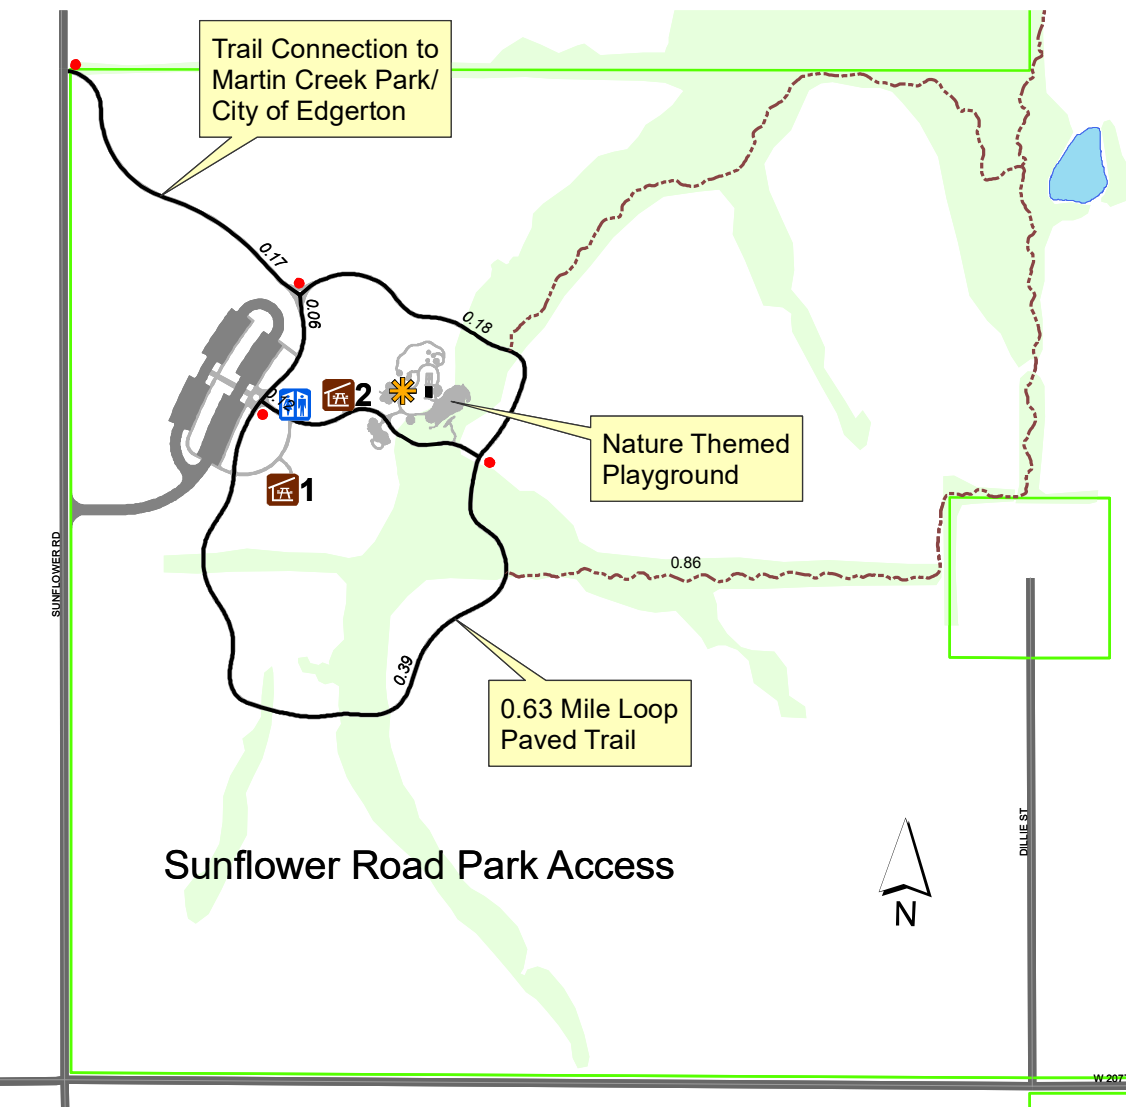 Trail Connection to
Martin Creek Park/
City of Edgerton
0.17
0.06
0.18
2
Nature Themed
Playground
1
SUNFLOWER RD
0.86
0.39
0.63 Mile Loop
Paved Trail
DILLIE ST
Sunflower Road Park Access
N
W 207